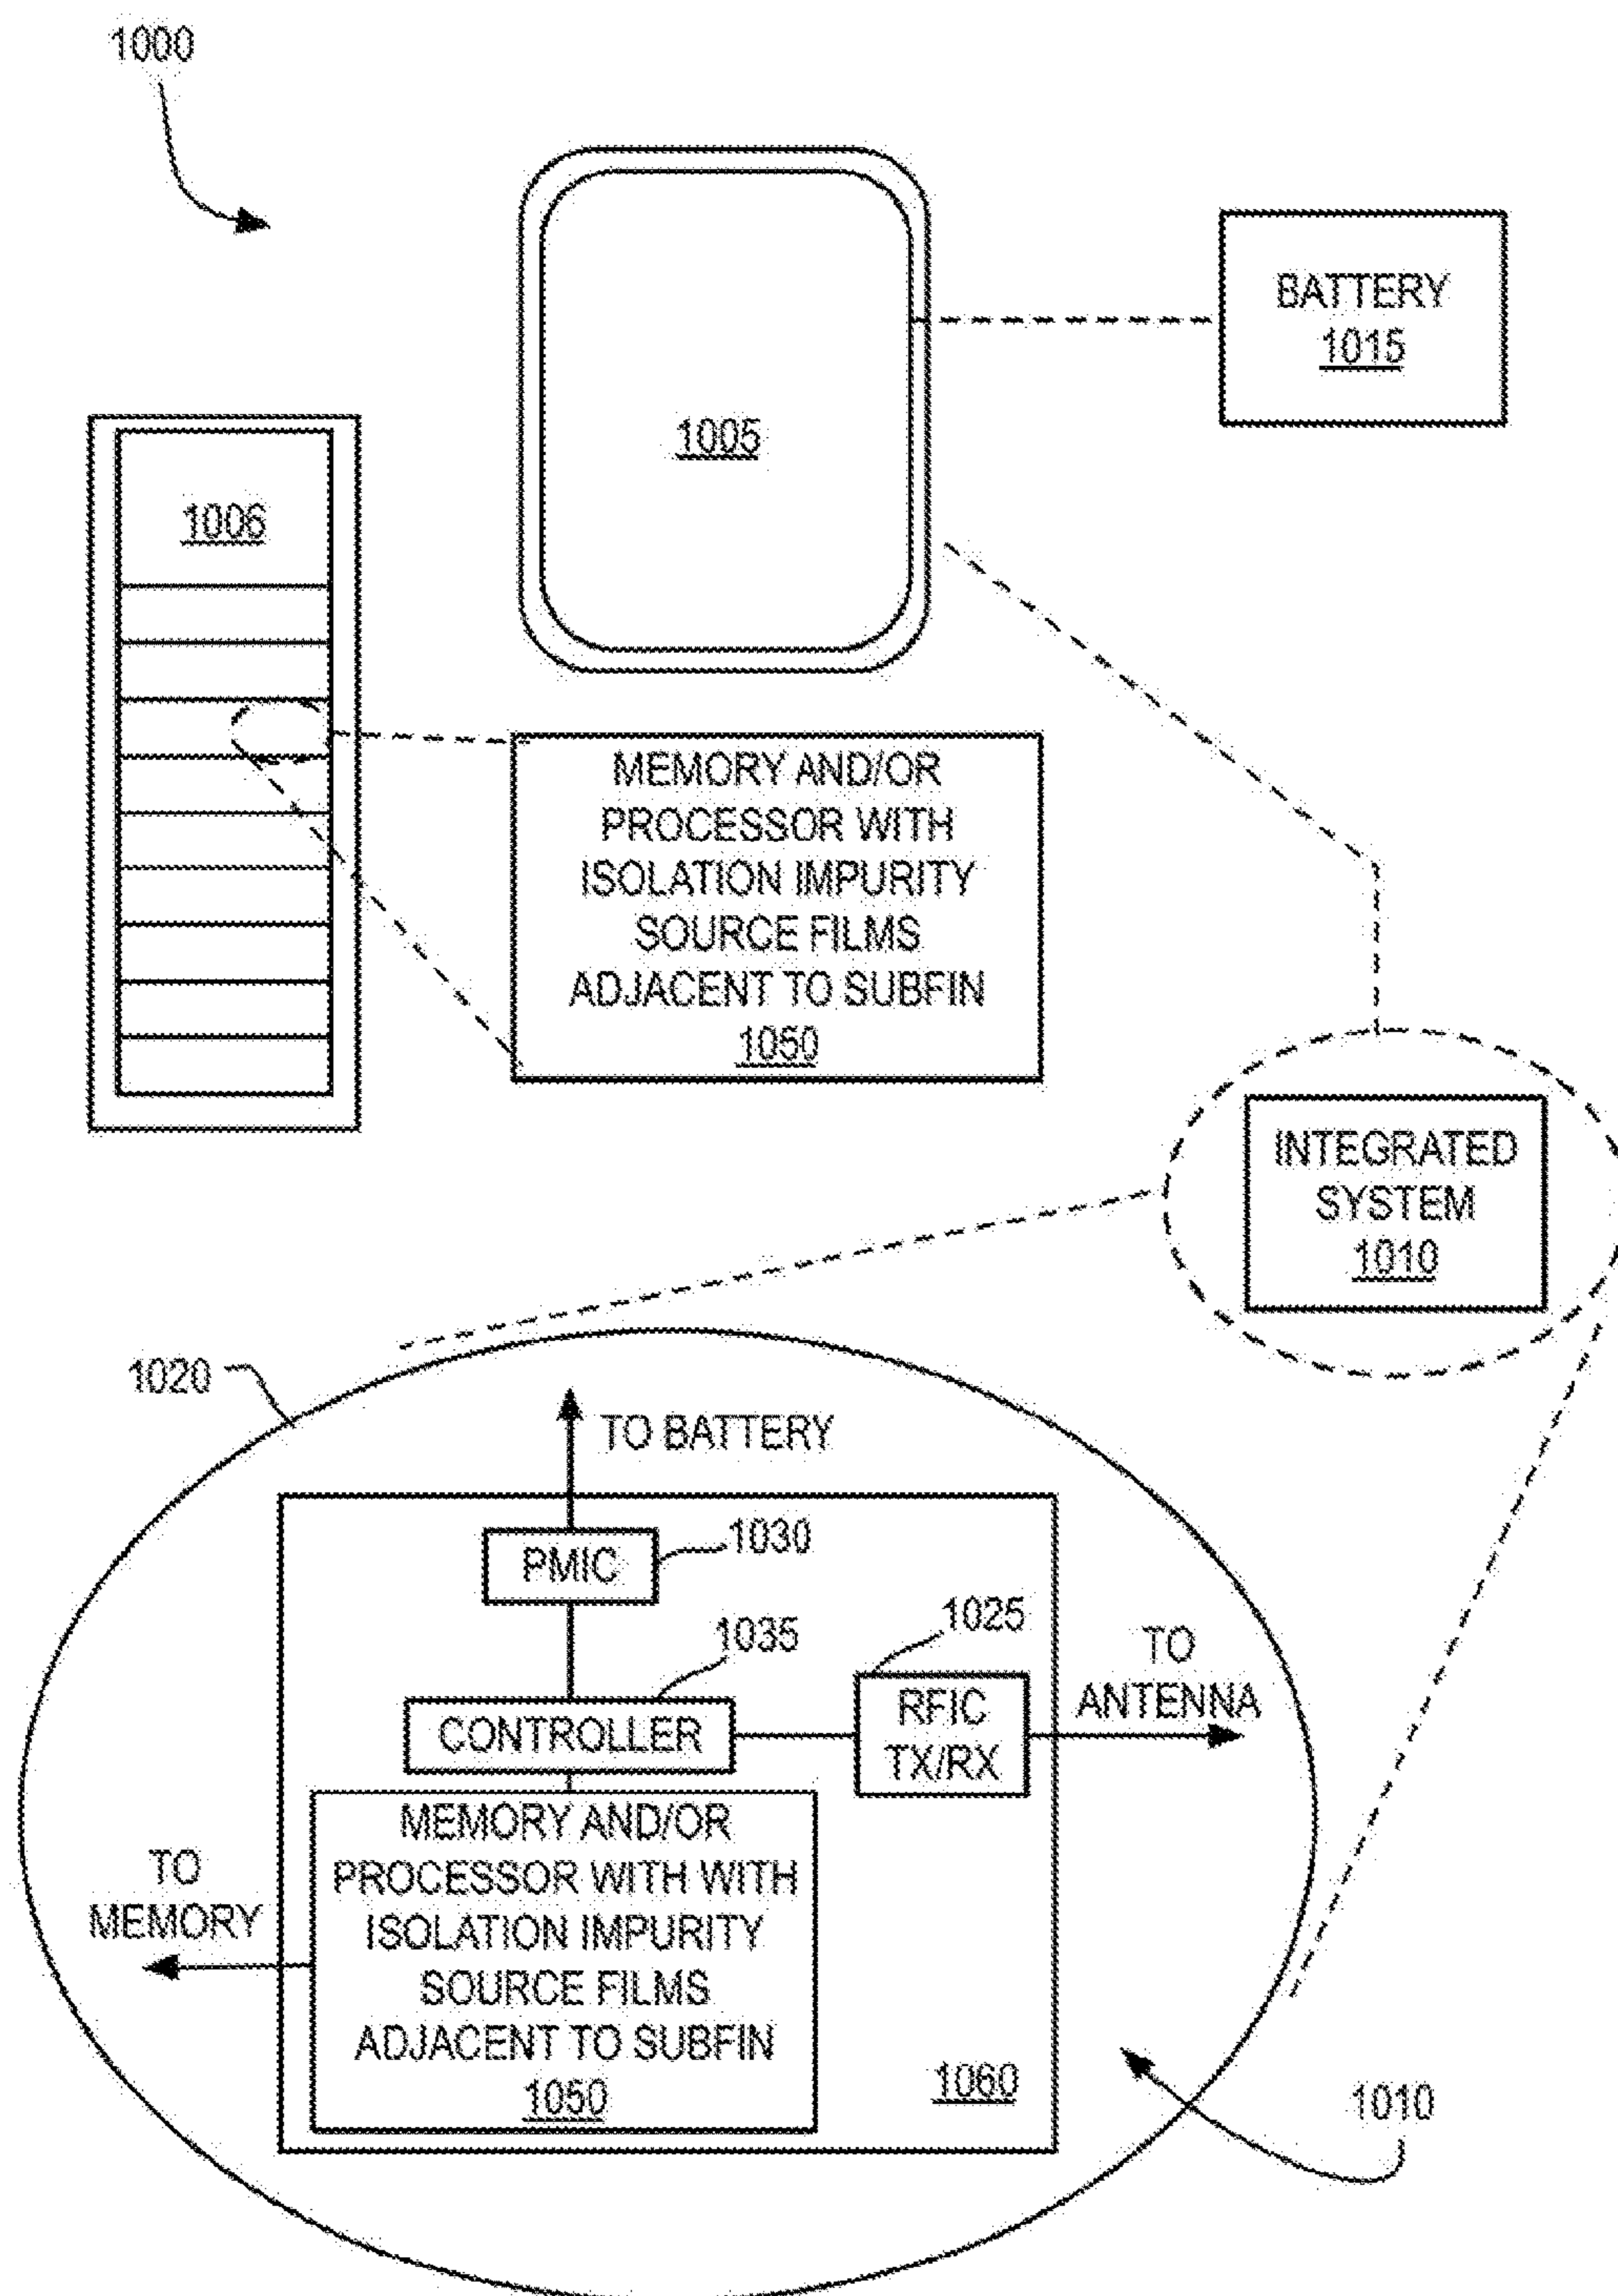 1000
BATTERY
1015
1005
1006
MEMORY AND/OR
PROCESSOR WITH
ISOLATION IMPURITY
SOURCE FILMS
ADJACENT TO SUBFIN
1050
INTEGRATED
SYSTEM
1010
1020
TO BATTERY
PMIC
1030
1035
1025
TO
ANTENNA
CONTROLLER
RFIC
TX/RX
MEMORY AND/OR
PROCESSOR WITH WITH
ISOLATION IMPURITY
SOURCE FILMS
ADJACENT TO SUBFIN
1050
TO
MEMORY
1060
1010